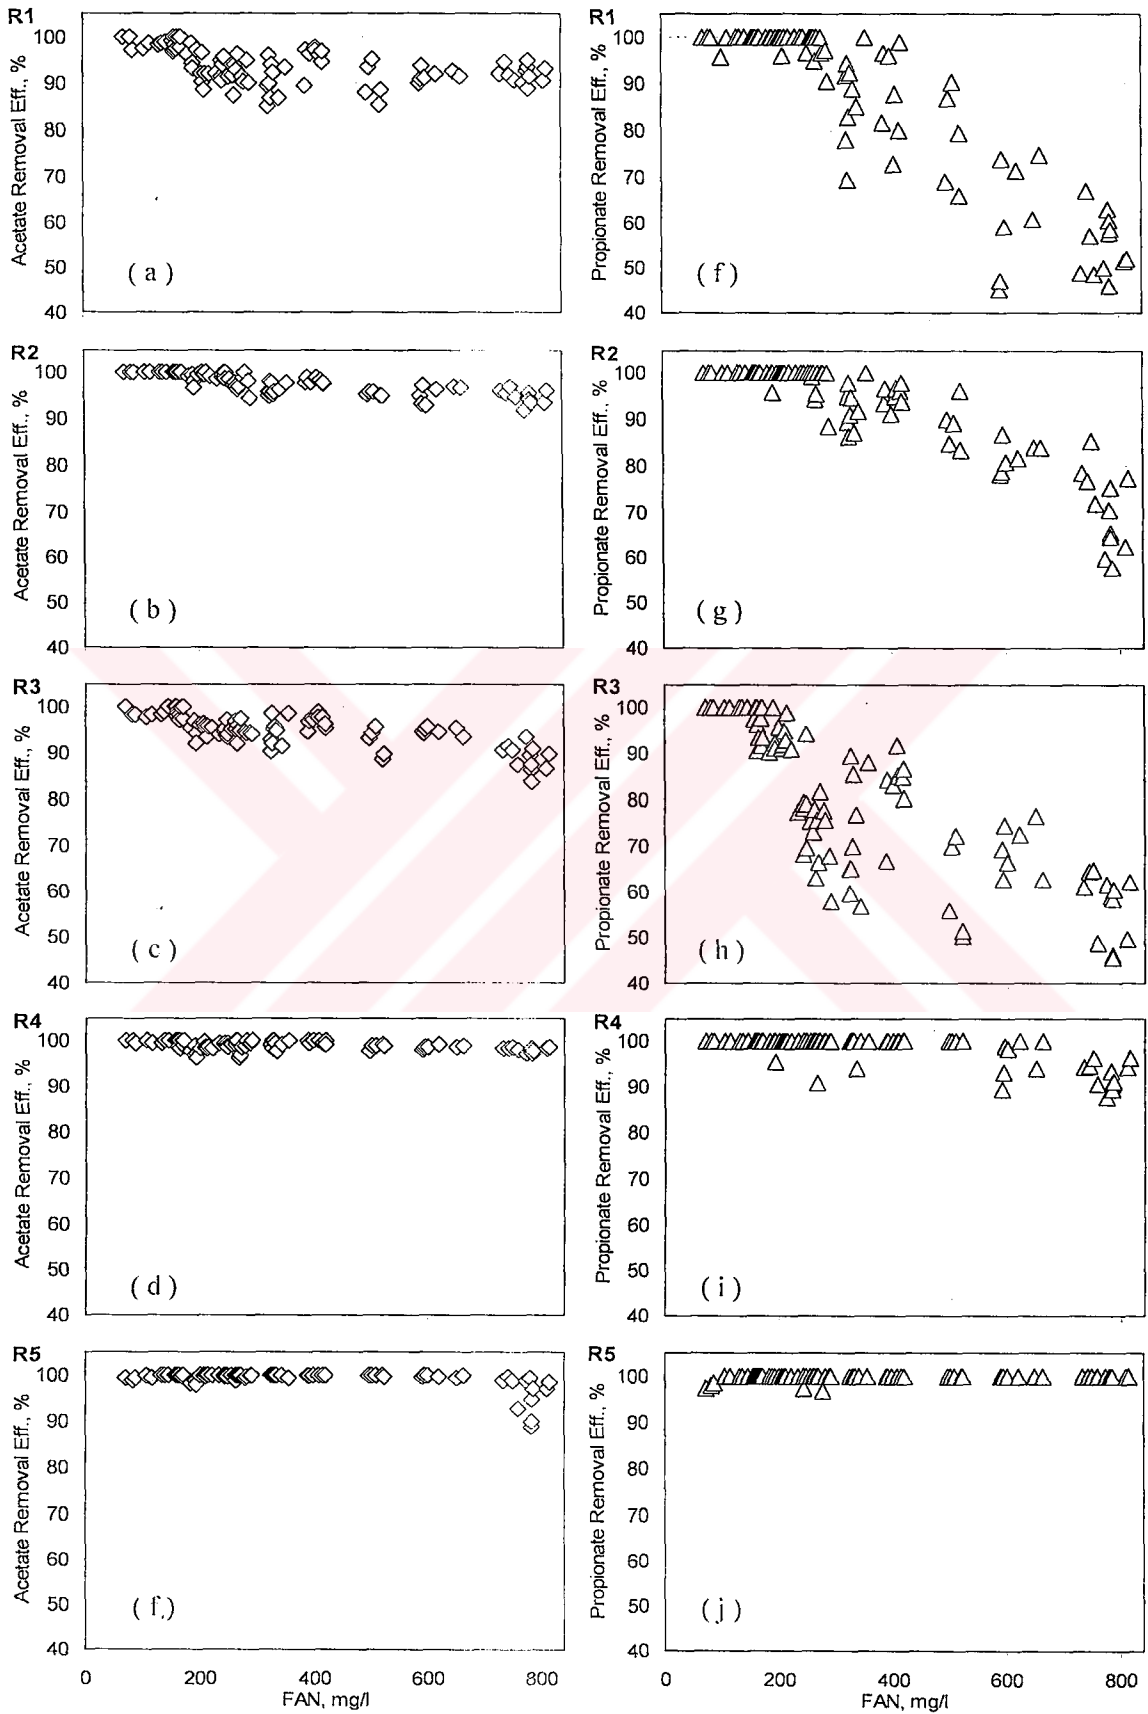 R1
100
90
80
70
60
50
40
Acetate Removal Eff., %
( a )
R1
100
90
80
70
60
50
40
Propionate Removal Eff., %
( f )
R2
100
90
80
70
60
50
40
Acetate Removal Eff., %
( b )
R2
100
90
80
70
60
50
40
Propionate Removal Eff., %
( g )
R3
100
90
80
70
60
50
40
Acetate Removal Eff., %
( c )
R3
100
90
80
70
60
50
40
Propionate Removal Eff., %
( h )
R4
100
90
80
70
60
50
40
Acetate Removal Eff., %
( d )
R4
100
90
80
70
60
50
40
Propionate Removal Eff., %
( i )
R5
100
90
80
70
60
50
40
Acetate Removal Eff., %
( f )
0 200 400 600 800
FAN, mg/l
R5
100
90
80
70
60
50
40
Propionate Removal Eff., %
( j )
0 200 400 600 800
FAN, mg/l